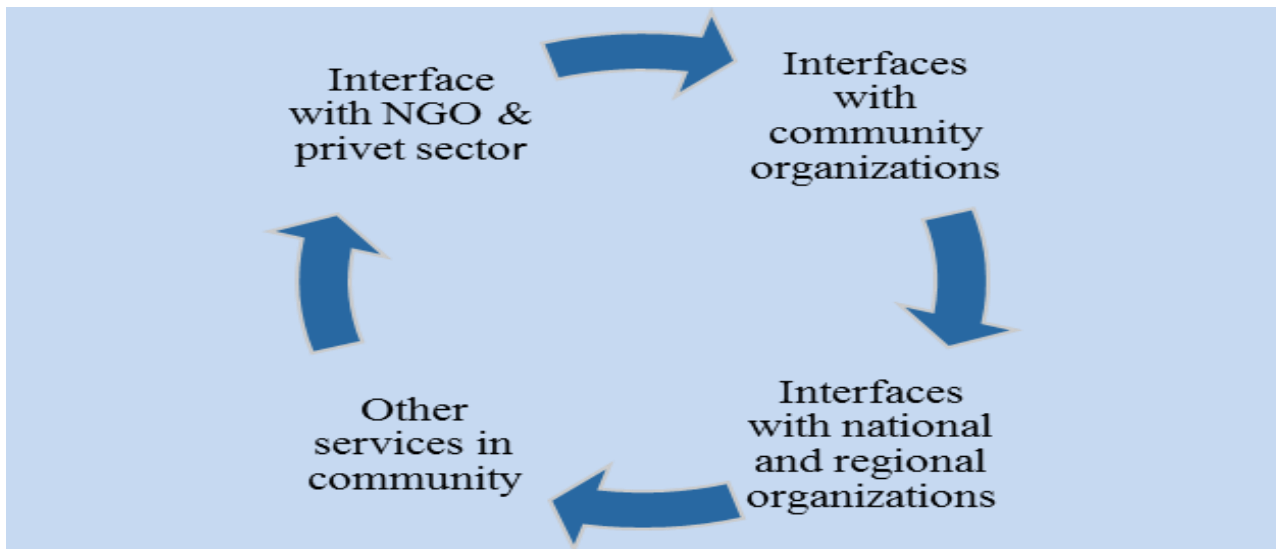 Interface
with NGO &
privet sector
Interfaces
with
community
organizations
Interfaces
with national
and regional
organizations
Other
services in
community